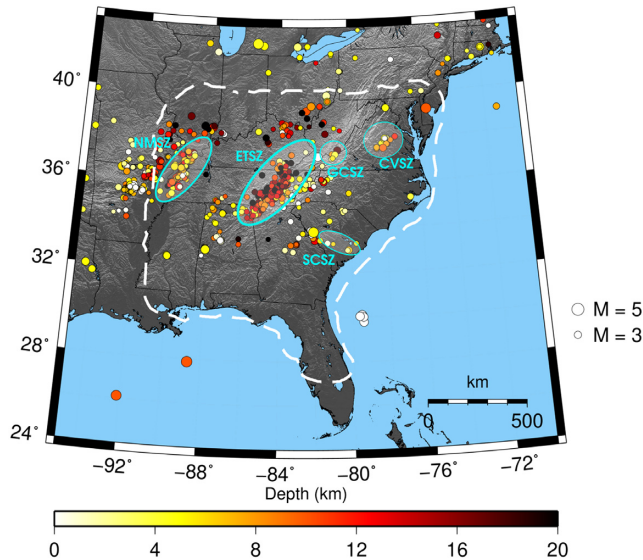 40˚
36˚
32˚
28˚
24˚
NMSZ
ETSZ
GCSZ
CVSZ
SCSZ
M = 5
M = 3
km
0 500
−92˚ −88˚ −84˚ −80˚ −76˚ −72˚
Depth (km)
0 4 8 12 16 20